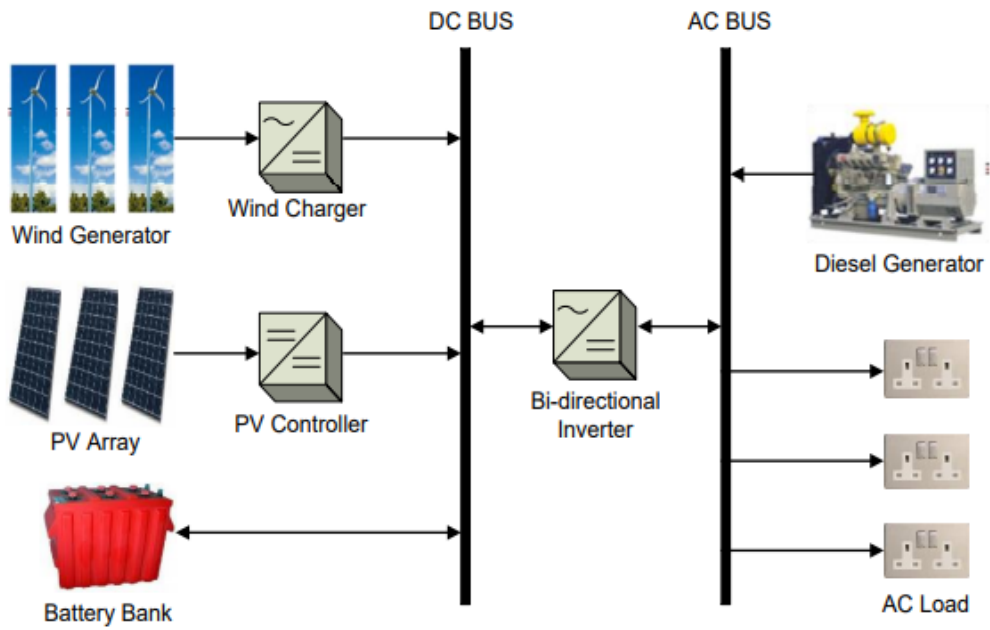 DC BUS
AC BUS
Wind Generator
Wind Charger
Diesel Generator
PV Array
PV Controller
Bi-directional
Inverter
Battery Bank
AC Load